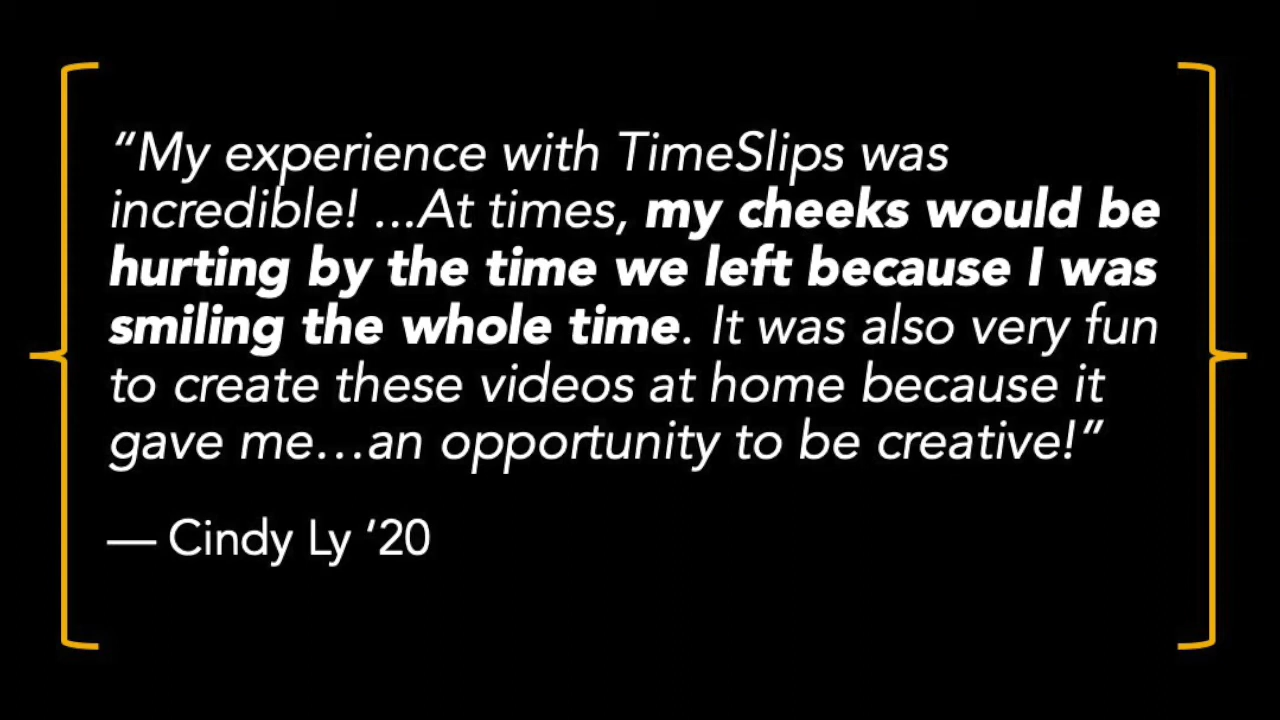 “My experience with TimeSlips was
incredible! ...At times, my cheeks would be
hurting by the time we left because I was
smiling the whole time. It was also very fun
to create these videos at home because it
gave me…an opportunity to be creative!”
— Cindy Ly ’20